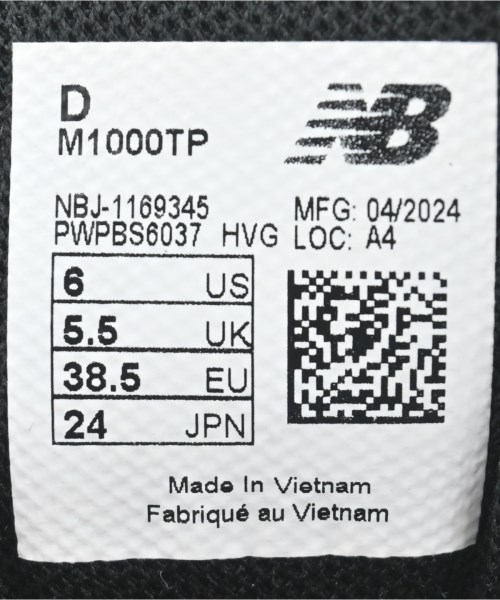 D
M1000TP
NB
NBJ-1169345
PWPBS6037 HVG
MFG: 04/2024
LOC: A4
6 US
5.5 UK
38.5 EU
24 JPN
Made In Vietnam
Fabriqué au Vietnam